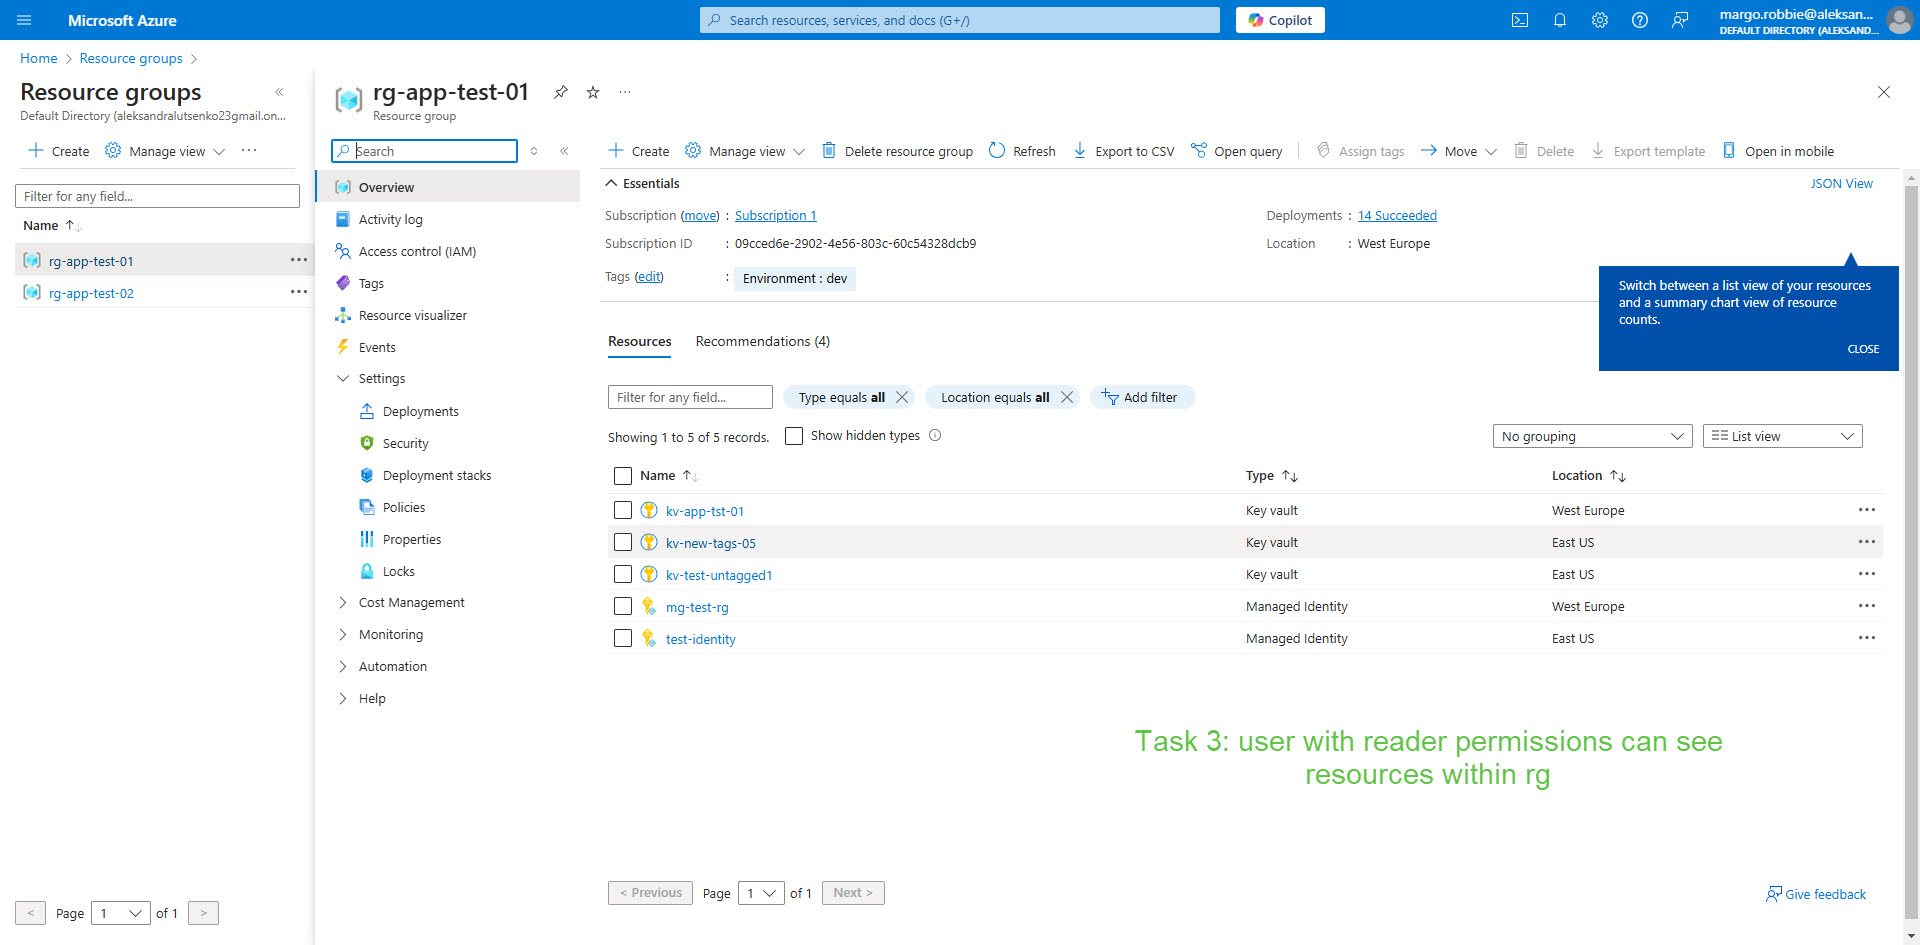 Microsoft Azure
Search resources, services, and docs (G+/)
Copilot
margo.robbie@aleksan...
DEFAULT DIRECTORY (ALEKSAND...
Home > Resource groups >
Resource groups
Default Directory (aleksandralutsenko23gmail.on...
Create
Manage view
Filter for any field...
Name
rg-app-test-01
rg-app-test-02
< Page 1 of 1 >
rg-app-test-01
Resource group
Search
Overview
Activity log
Access control (IAM)
Tags
Resource visualizer
Events
Settings
Deployments
Security
Deployment stacks
Policies
Properties
Locks
Cost Management
Monitoring
Automation
Help
Create Manage view Delete resource group Refresh Export to CSV Open query Assign tags Move Delete Export template Open in mobile
Essentials
JSON View
Subscription (move) : Subscription 1
Deployments : 14 Succeeded
Subscription ID : 09cced6e-2902-4e56-803c-60c54328dcb9
Location : West Europe
Tags (edit) : Environment : dev
Switch between a list view of your resources
and a summary chart view of resource
counts.
CLOSE
Resources Recommendations (4)
Filter for any field... Type equals all Location equals all Add filter
Showing 1 to 5 of 5 records. Show hidden types
No grouping List view
Name Type Location
kv-app-tst-01 Key vault West Europe
kv-new-tags-05 Key vault East US
kv-test-untagged1 Key vault East US
mg-test-rg Managed Identity West Europe
test-identity Managed Identity East US
Task 3: user with reader permissions can see
resources within rg
< Previous Page 1 of 1 Next >
Give feedback